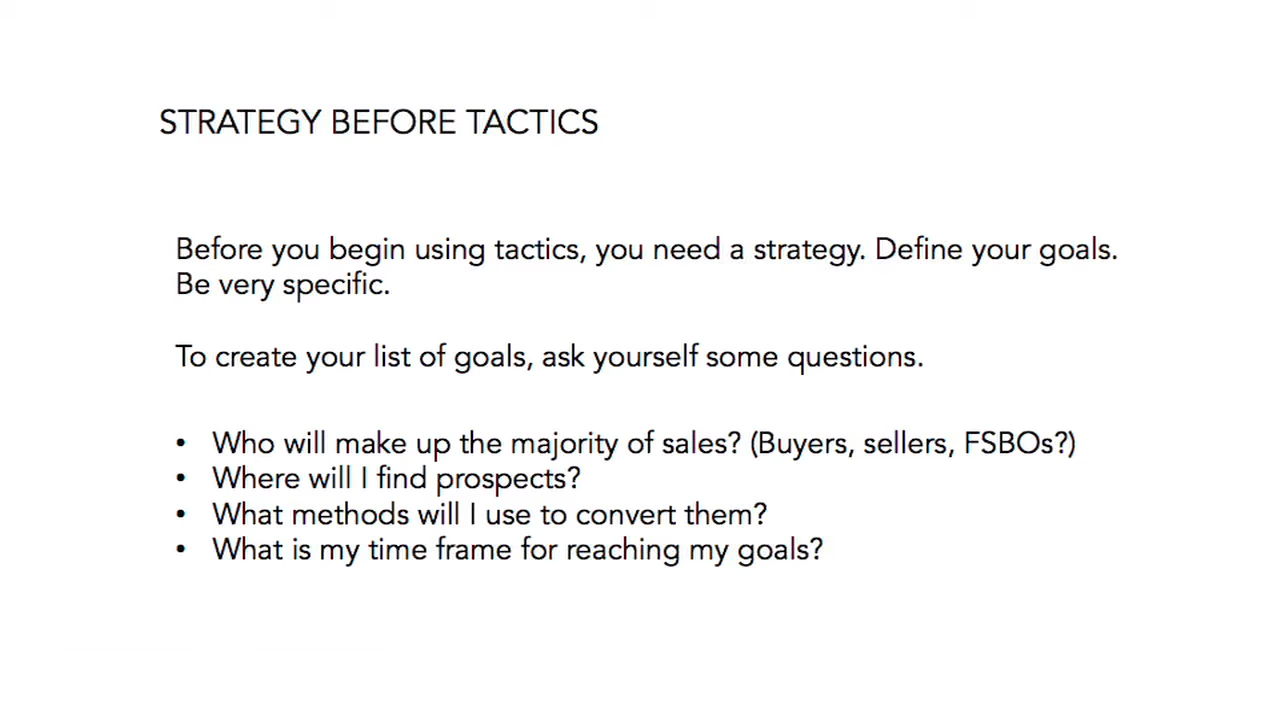 STRATEGY BEFORE TACTICS
Before you begin using tactics, you need a strategy. Define your goals.
Be very specific.
To create your list of goals, ask yourself some questions.
• Who will make up the majority of sales? (Buyers, sellers, FSBOs?)
• Where will I find prospects?
• What methods will I use to convert them?
• What is my time frame for reaching my goals?